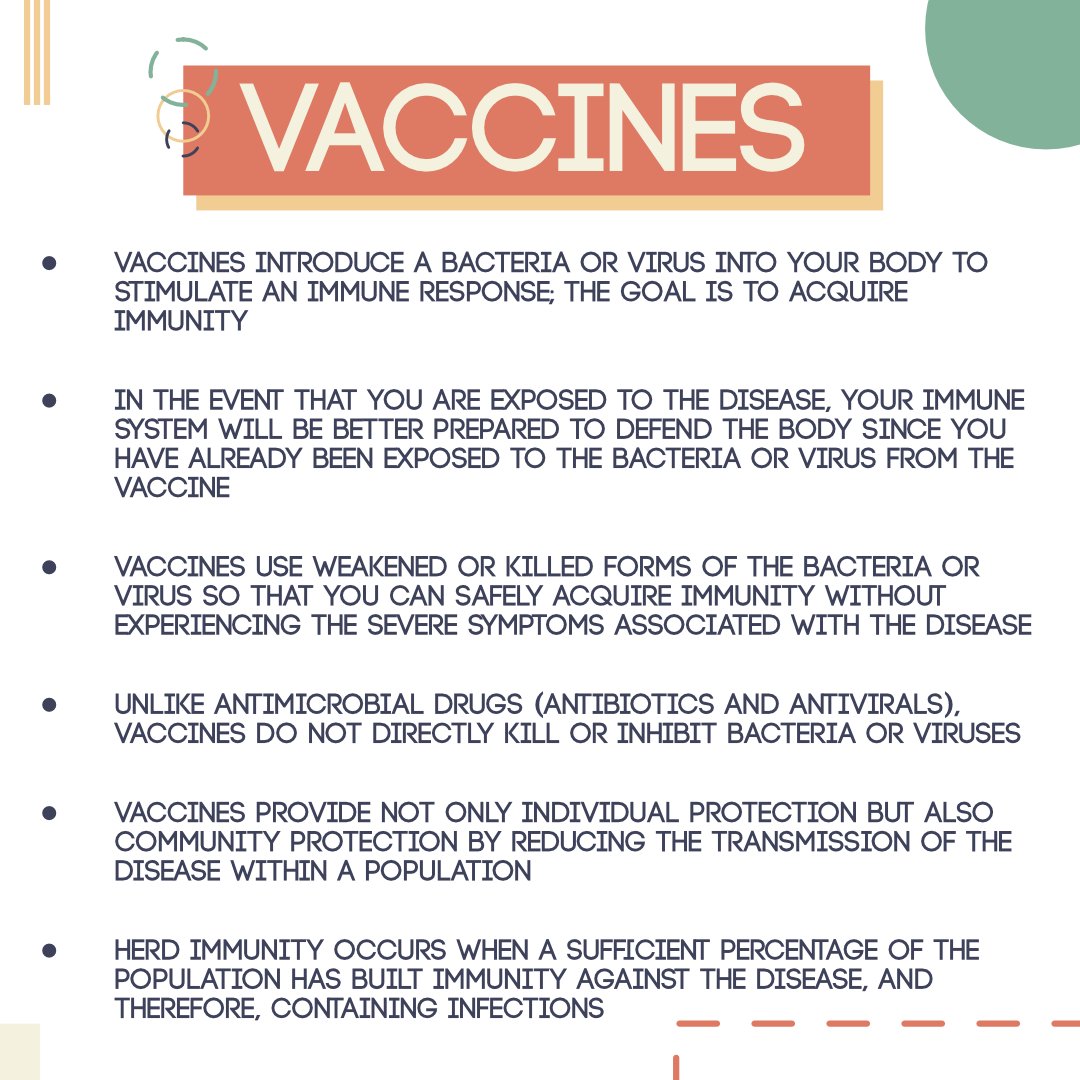 VACCINES
• VACCINES INTRODUCE A BACTERIA OR VIRUS INTO YOUR BODY TO
STIMULATE AN IMMUNE RESPONSE; THE GOAL IS TO ACQUIRE
IMMUNITY
• IN THE EVENT THAT YOU ARE EXPOSED TO THE DISEASE, YOUR IMMUNE
SYSTEM WILL BE BETTER PREPARED TO DEFEND THE BODY SINCE YOU
HAVE ALREADY BEEN EXPOSED TO THE BACTERIA OR VIRUS FROM THE
VACCINE
• VACCINES USE WEAKENED OR KILLED FORMS OF THE BACTERIA OR
VIRUS SO THAT YOU CAN SAFELY ACQUIRE IMMUNITY WITHOUT
EXPERIENCING THE SEVERE SYMPTOMS ASSOCIATED WITH THE DISEASE
• UNLIKE ANTIMICROBIAL DRUGS (ANTIBIOTICS AND ANTIVIRALS),
VACCINES DO NOT DIRECTLY KILL OR INHIBIT BACTERIA OR VIRUSES
• VACCINES PROVIDE NOT ONLY INDIVIDUAL PROTECTION BUT ALSO
COMMUNITY PROTECTION BY REDUCING THE TRANSMISSION OF THE
DISEASE WITHIN A POPULATION
• HERD IMMUNITY OCCURS WHEN A SUFFICIENT PERCENTAGE OF THE
POPULATION HAS BUILT IMMUNITY AGAINST THE DISEASE, AND
THEREFORE, CONTAINING INFECTIONS